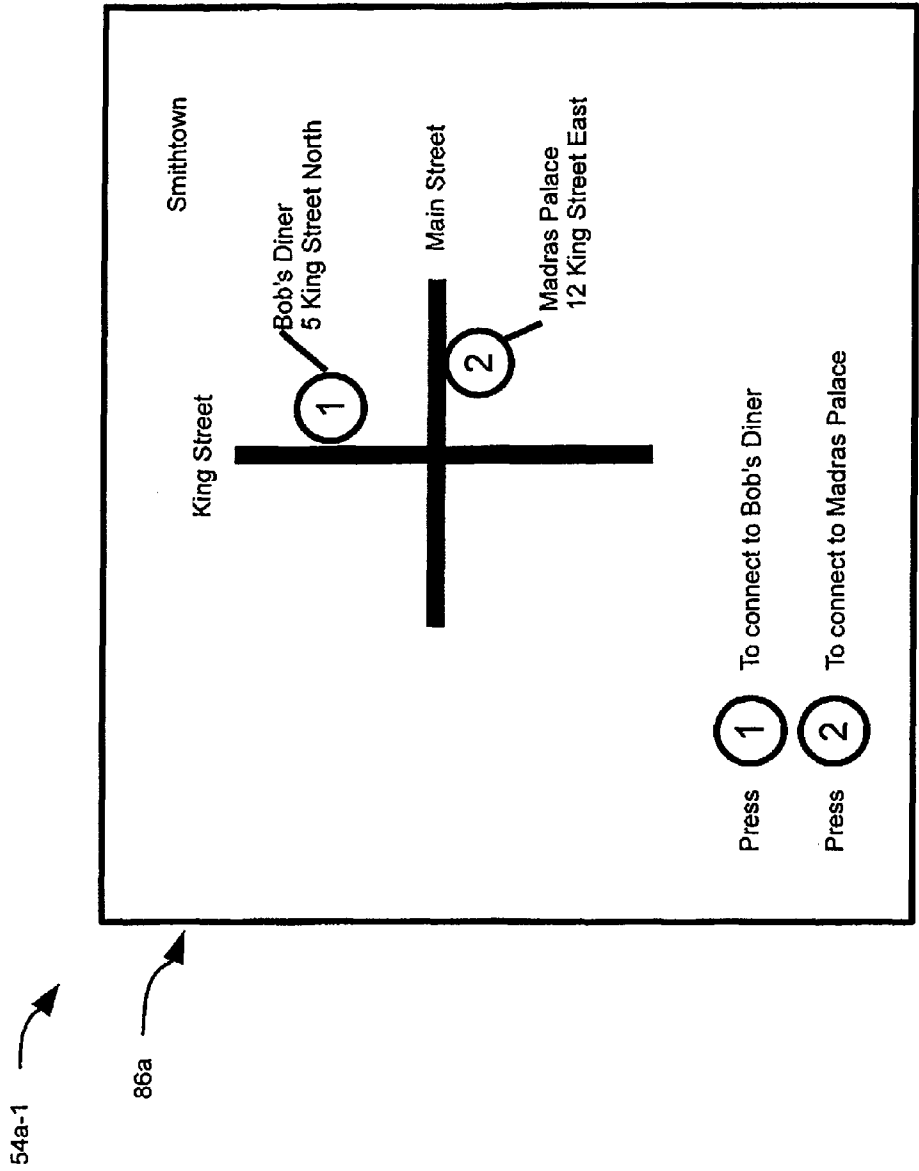 54a-1
86a
Smithtown
King Street
Bob's Diner
5 King Street North
1
Main Street
2
Madras Palace
12 King Street East
Press 1 To connect to Bob's Diner
Press 2 To connect to Madras Palace